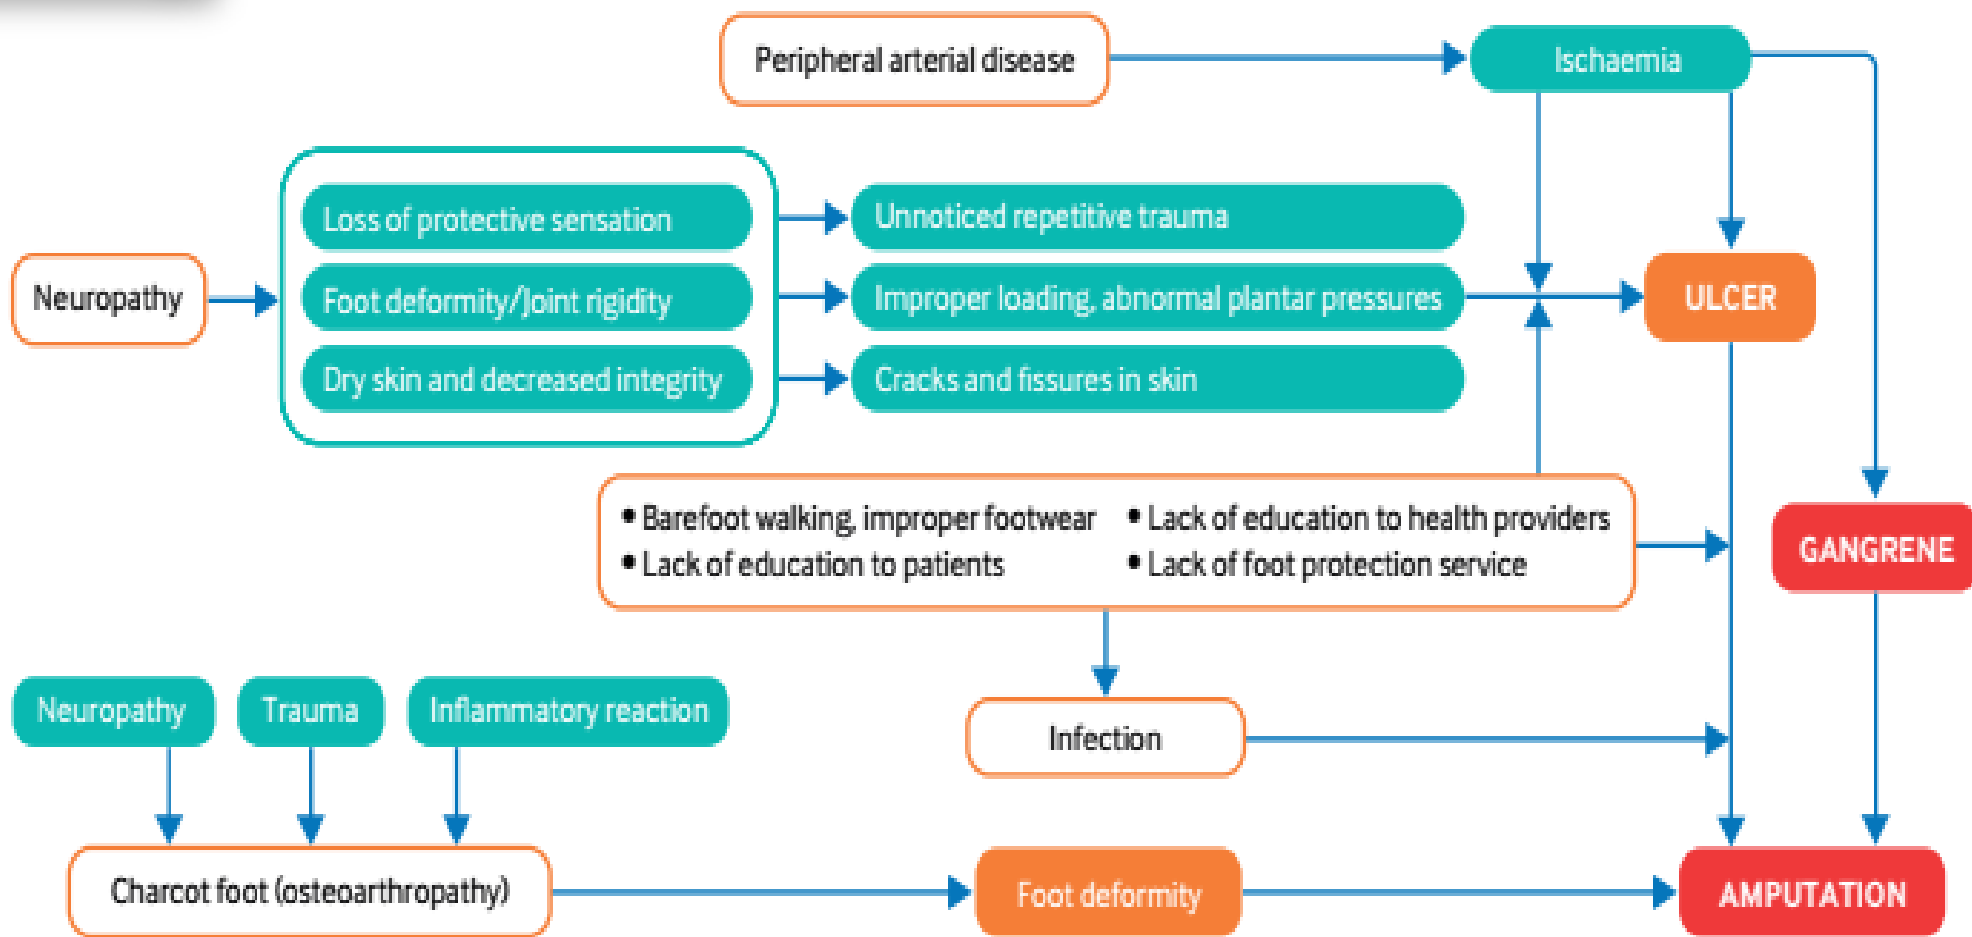 Peripheral arterial disease
Ischaemia
Loss of protective sensation
Unnoticed repetitive trauma
Neuropathy
Foot deformity/Joint rigidity
Improper loading, abnormal plantar pressures
ULCER
Dry skin and decreased integrity
Cracks and fissures in skin
• Barefoot walking, improper footwear
• Lack of education to patients
• Lack of education to health providers
• Lack of foot protection service
GANGRENE
Neuropathy
Trauma
Inflammatory reaction
Infection
Charcot foot (osteoarthropathy)
Foot deformity
AMPUTATION